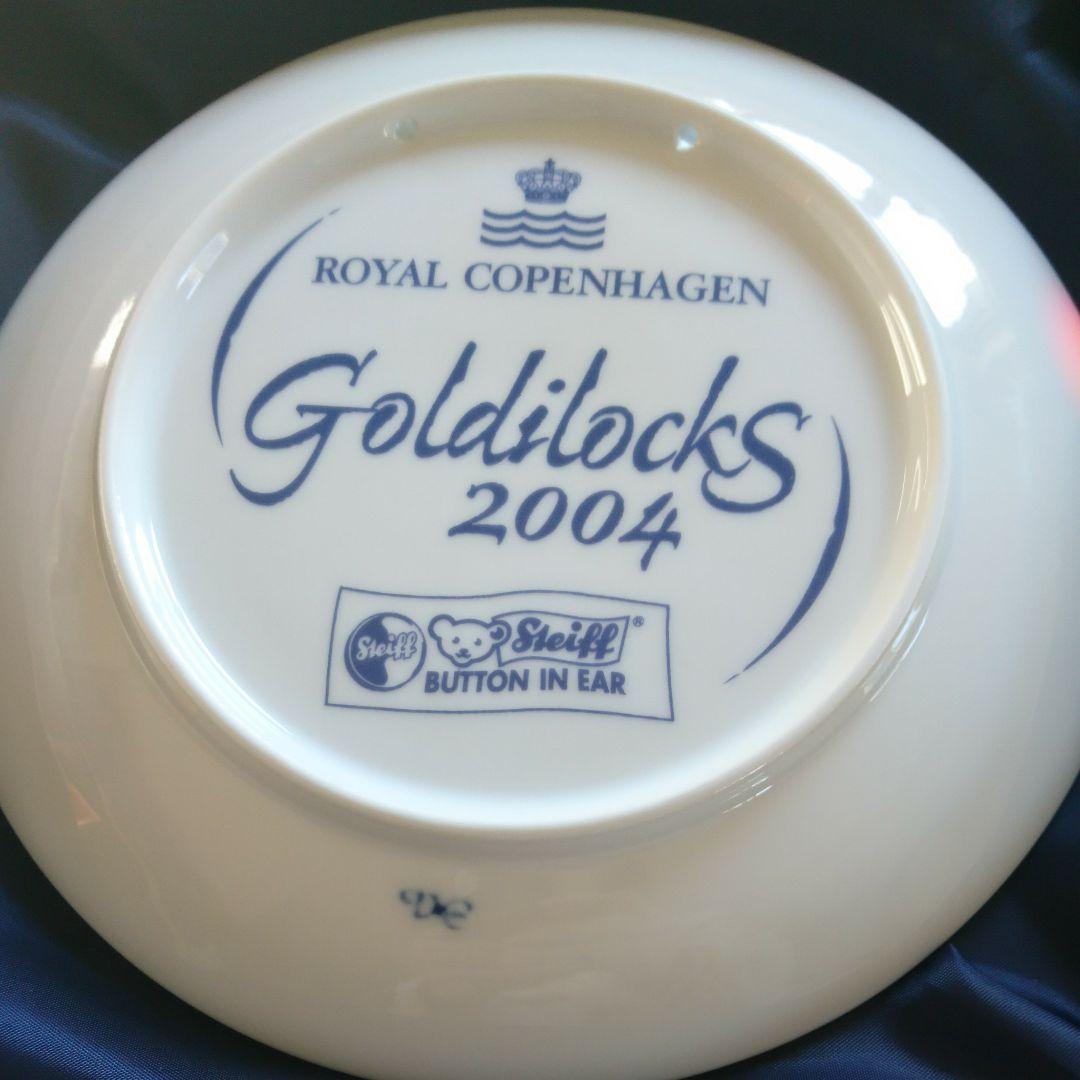 ROYAL COPENHAGEN
Goldilocks
2004
Steiff Steiff®
BUTTON IN EAR